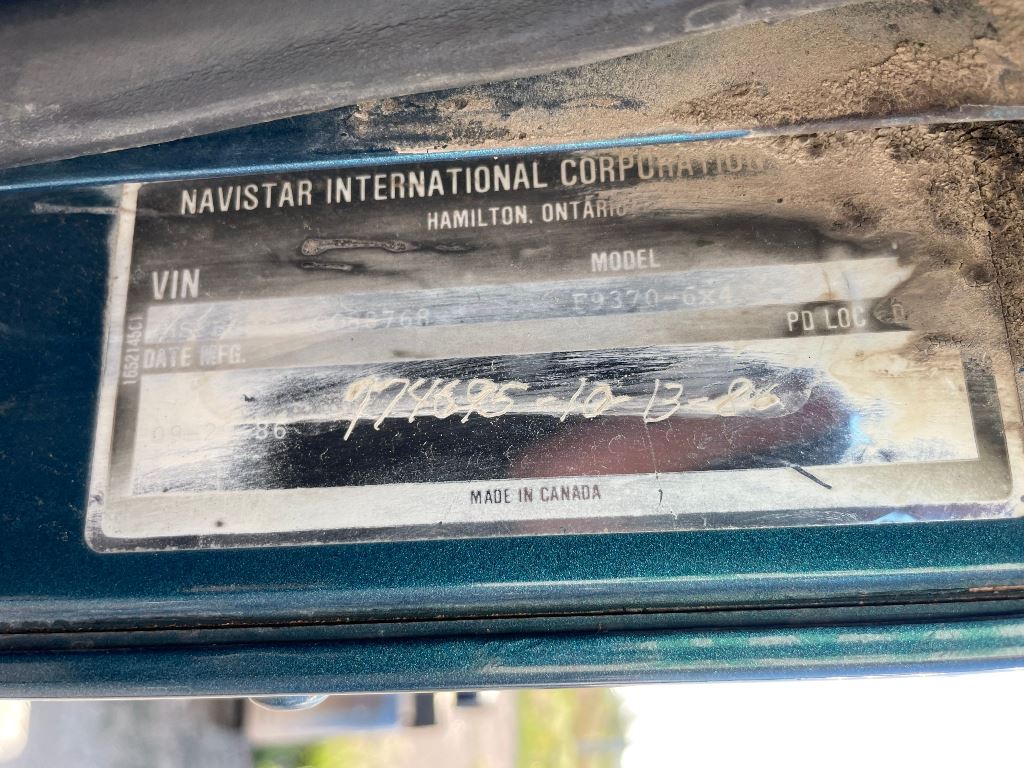 NAVISTAR INTERNATIONAL CORPORATION
HAMILTON, ONTARIO
VIN
MODEL
F9370-6X4
PD LOC
1652146C1
DATE MFG.
974695-10-13-86
MADE IN CANADA